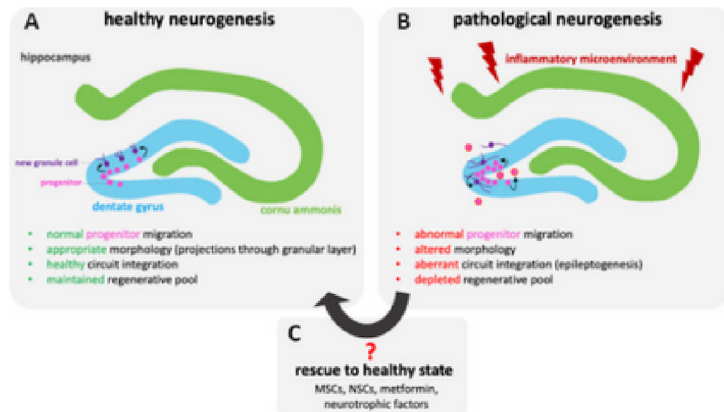 A healthy neurogenesis
hippocampus
new granule cell
progenitor
dentate gyrus
cornu ammonis
• normal progenitor migration
• appropriate morphology (projections through granular layer)
• healthy circuit integration
• maintained regenerative pool
B pathological neurogenesis
inflammatory microenvironment
• abnormal progenitor migration
• altered morphology
• aberrant circuit integration (epileptogenesis)
• depleted regenerative pool
C
?
rescue to healthy state
MSCs, NSCs, metformin,
neurotrophic factors